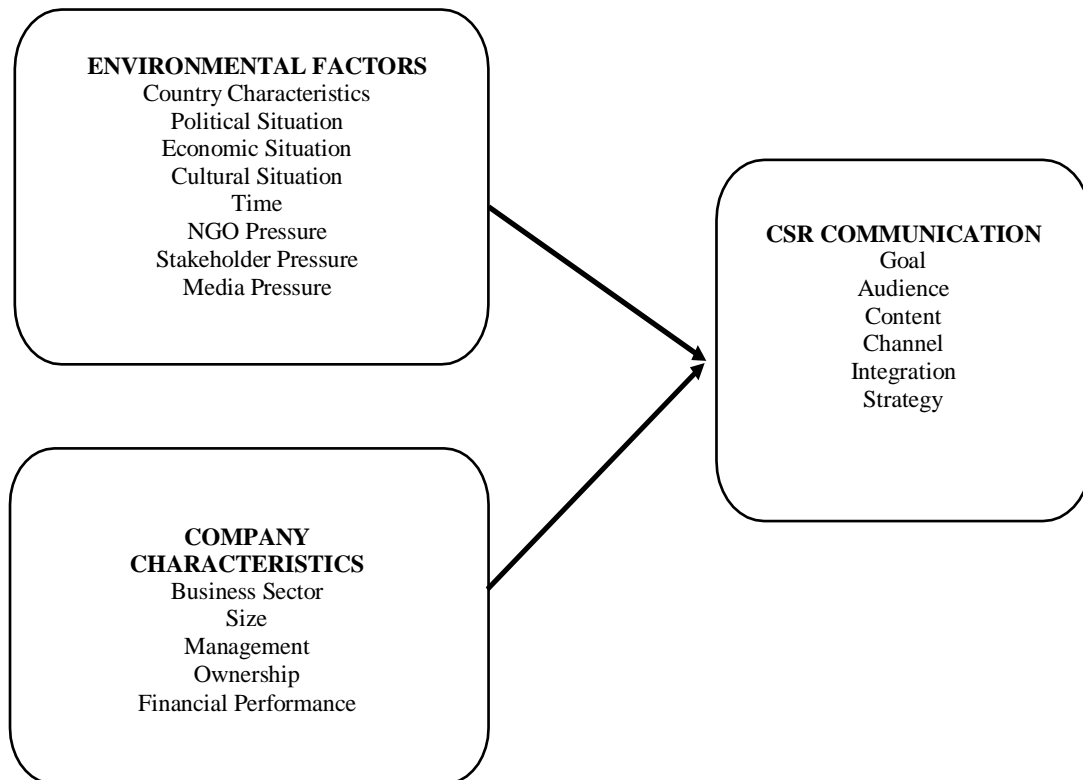 ENVIRONMENTAL FACTORS
Country Characteristics
Political Situation
Economic Situation
Cultural Situation
Time
NGO Pressure
Stakeholder Pressure
Media Pressure
CSR COMMUNICATION
Goal
Audience
Content
Channel
Integration
Strategy
COMPANY
CHARACTERISTICS
Business Sector
Size
Management
Ownership
Financial Performance